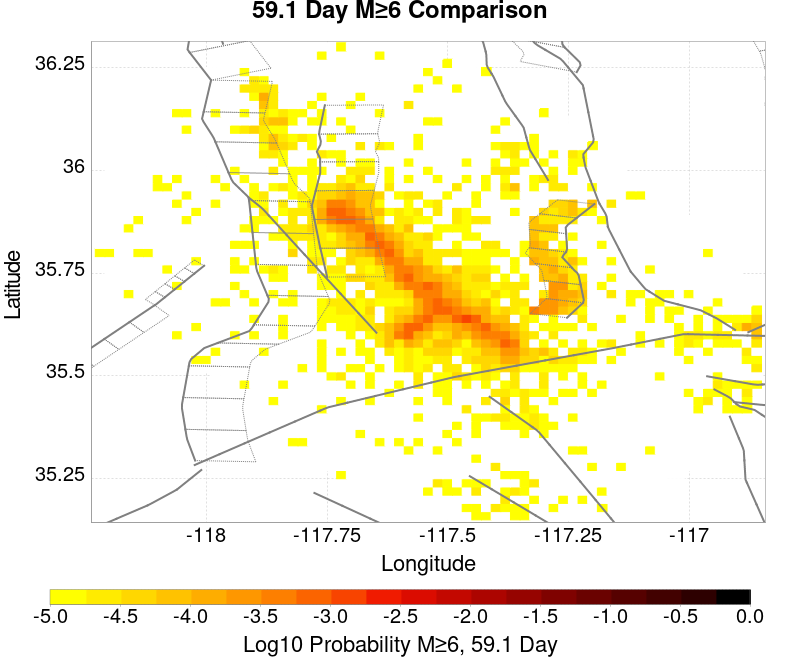 59.1 Day M≥6 Comparison
36.25
36
35.75
35.5
35.25
Latitude
-118 -117.75 -117.5 -117.25 -117
Longitude
-5.0 -4.5 -4.0 -3.5 -3.0 -2.5 -2.0 -1.5 -1.0 -0.5 0.0
Log10 Probability M≥6, 59.1 Day